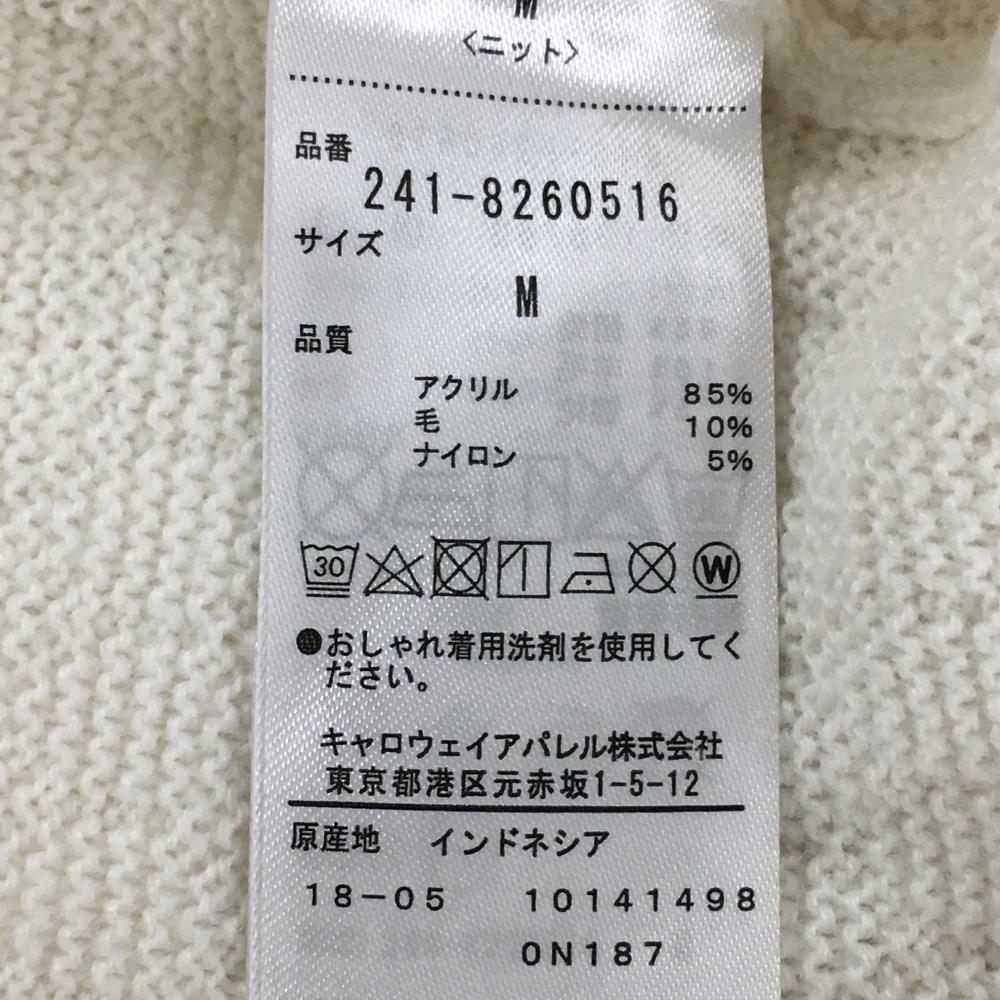 M
〈ニット〉
品番
241-8260516
サイズ
M
品質
アクリル 85%
毛 10%
ナイロン 5%
30 W
●おしゃれ着用洗剤を使用してく
ださい。
キャロウェイアパレル株式会社
東京都港区元赤坂1-5-12
原産地 インドネシア
18-05 10141498
0N187